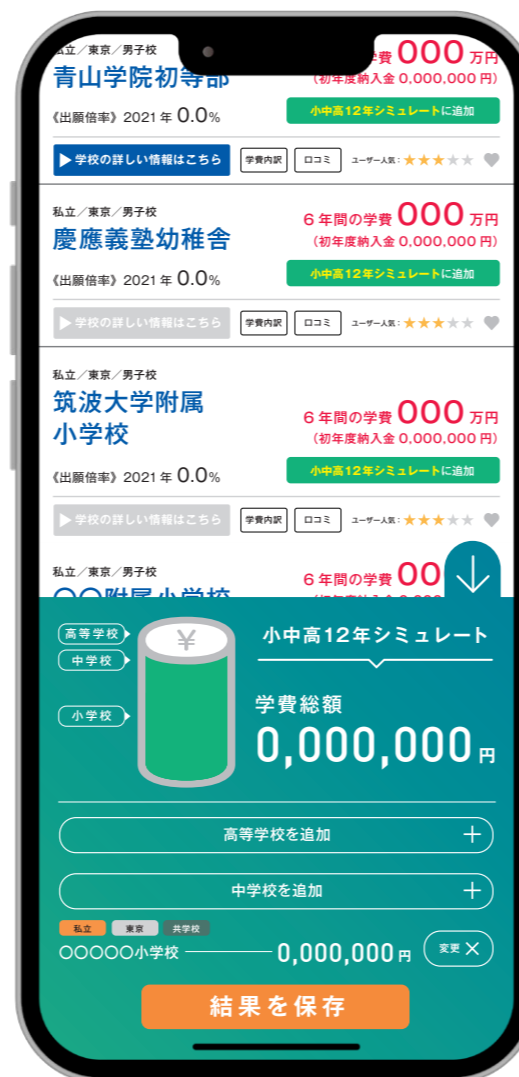 私立／東京／男子校
学費 000 万円
青山学院初等部
（初年度納入金 0,000,000 円）
《出願倍率》2021 年 0.0%
小中高12年シミュレートに追加
▶ 学校の詳しい情報はこちら
学費内訳
口コミ
ユーザー人気：★★★★★
私立／東京／男子校
慶應義塾幼稚舎
6 年間の学費 000 万円
（初年度納入金 0,000,000 円）
《出願倍率》2021 年 0.0%
小中高12年シミュレートに追加
▶ 学校の詳しい情報はこちら
学費内訳
口コミ
ユーザー人気：★★★★★
私立／東京／男子校
筑波大学附属
小学校
6 年間の学費 000 万円
（初年度納入金 0,000,000 円）
《出願倍率》2021 年 0.0%
小中高12年シミュレートに追加
▶ 学校の詳しい情報はこちら
学費内訳
口コミ
ユーザー人気：★★★★★
私立／東京／男子校
〇〇附属小学校
6 年間の学費 00
高等学校
中学校
小学校
¥
小中高12年シミュレート
学費総額
0,000,000 円
高等学校を追加 ＋
中学校を追加 ＋
私立
東京
共学校
〇〇〇〇〇小学校 0,000,000 円
変更 ×
結果を保存